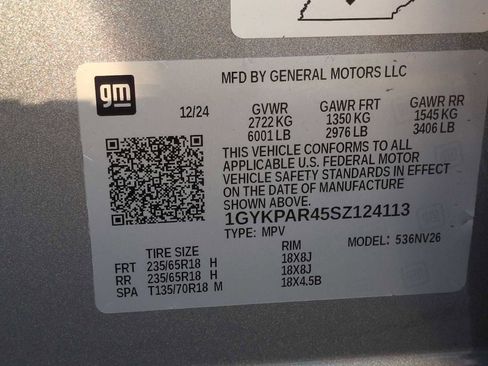 gm
MFD BY GENERAL MOTORS LLC
12/24
GVWR GAWR FRT GAWR RR
2722 KG 1350 KG 1545 KG
6001 LB 2976 LB 3406 LB
THIS VEHICLE CONFORMS TO ALL
APPLICABLE U.S. FEDERAL MOTOR
VEHICLE SAFETY STANDARDS IN EFFECT
ON THE DATE OF MANUFACTURE
SHOWN ABOVE.
1GYKPAR45SZ124113
TYPE: MPV MODEL: 536NV26
TIRE SIZE RIM
FRT 235/65R18 H 18X8J
RR 235/65R18 H 18X8J
SPA T135/70R18 M 18X4.5B